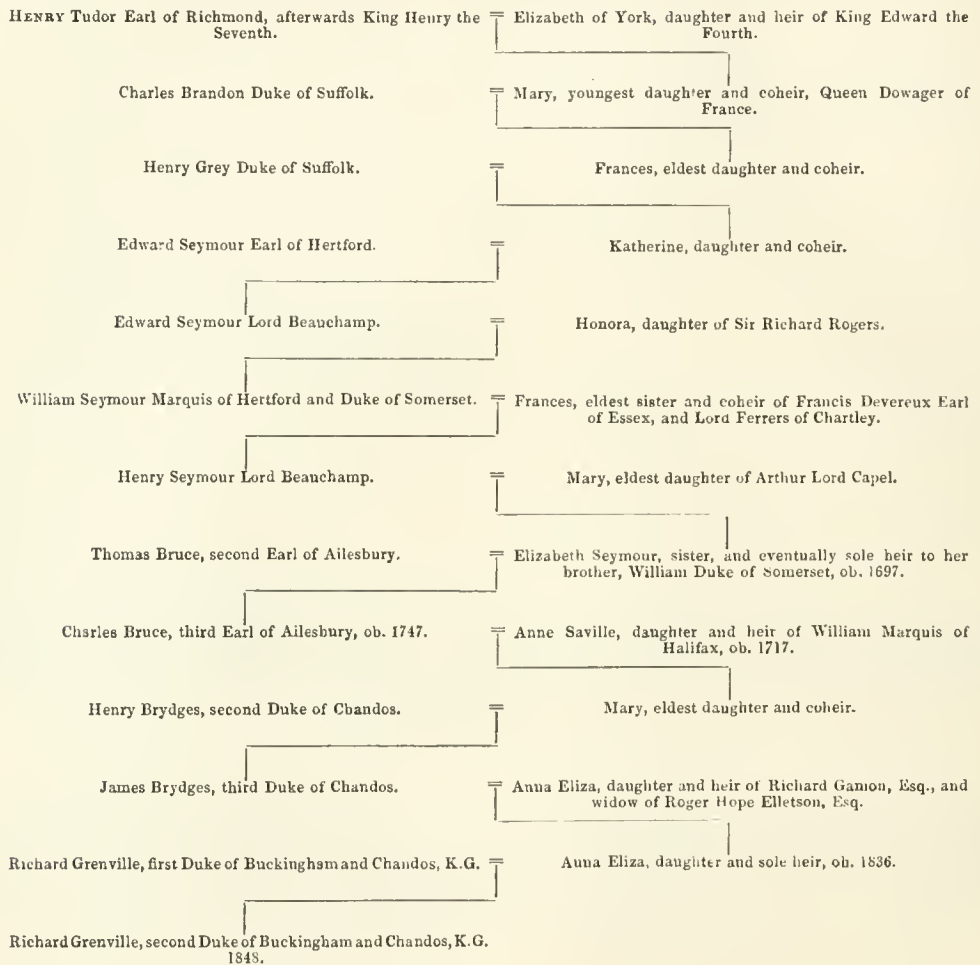 HENRY Tudor Earl of Richmond, afterwards King Henry the = Elizabeth of York, daughter and heir of King Edward the
Seventh. Fourth.
Charles Brandon Duke of Suffolk. = Mary, youngest daughter and coheir, Queen Dowager of
France.
Henry Grey Duke of Suffolk. = Frances, eldest daughter and coheir.
Edward Seymour Earl of Hertford. = Katherine, daughter and coheir.
Edward Seymour Lord Beauchamp. = Honora, daughter of Sir Richard Rogers.
William Seymour Marquis of Hertford and Duke of Somerset. = Frances, eldest sister and coheir of Francis Devereux Earl
of Essex, and Lord Ferrers of Chartley.
Henry Seymour Lord Beauchamp. = Mary, eldest daughter of Arthur Lord Capel.
Thomas Bruce, second Earl of Ailesbury. = Elizabeth Seymour, sister, and eventually sole heir to her
brother, William Duke of Somerset, ob. 1697.
Charles Bruce, third Earl of Ailesbury, ob. 1747. = Anne Saville, daughter and heir of William Marquis of
Halifax, ob. 1717.
Henry Brydges, second Duke of Chandos. = Mary, eldest daughter and coheir.
James Brydges, third Duke of Chandos. = Anna Eliza, daughter and heir of Richard Gamon, Esq., and
widow of Roger Hope Elletson, Esq.
Richard Grenville, first Duke of Buckingham and Chandos, K.G. = Anna Eliza, daughter and sole heir, ob. 1836.
Richard Grenville, second Duke of Buckingham and Chandos, K.G.
1848.